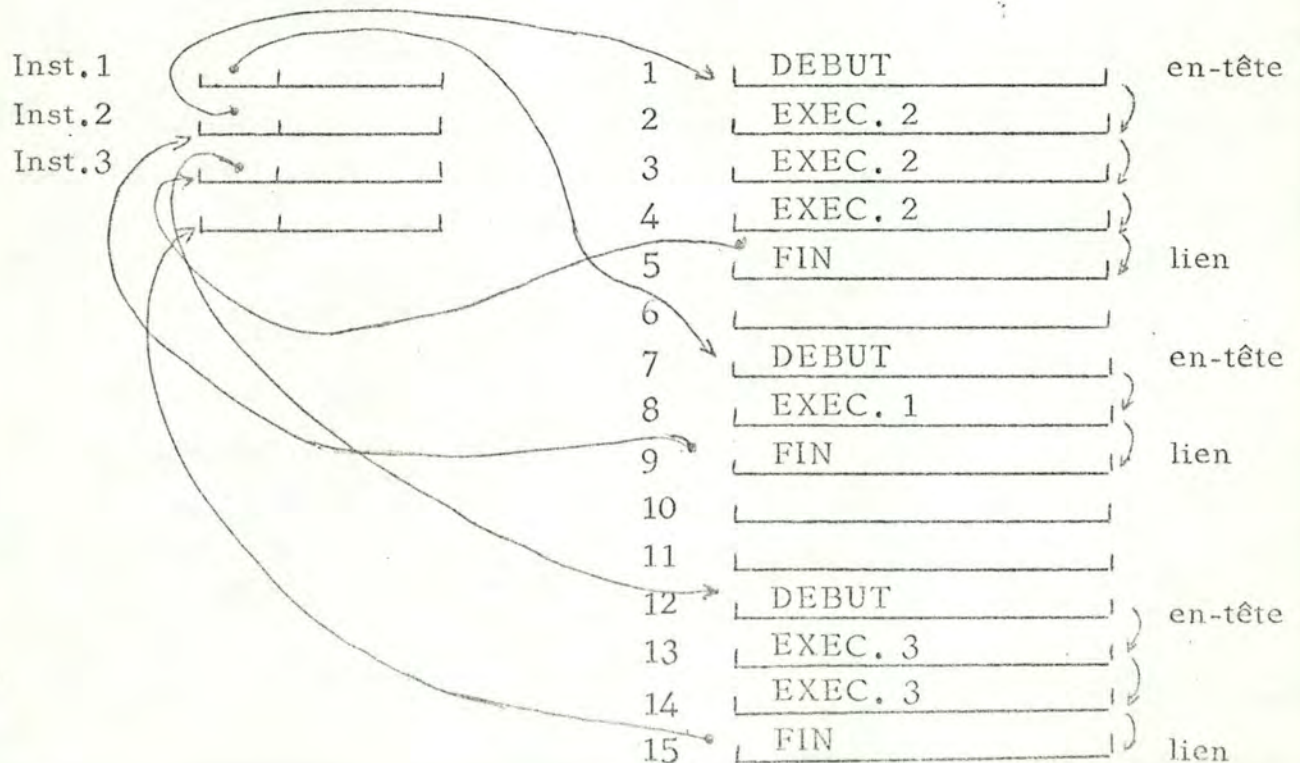 Inst.1 1 DEBUT en-tête
Inst.2 2 EXEC. 2
Inst.3 3 EXEC. 2
4 EXEC. 2
5 FIN lien
6
7 DEBUT en-tête
8 EXEC. 1
9 FIN lien
10
11
12 DEBUT en-tête
13 EXEC. 3
14 EXEC. 3
15 FIN lien